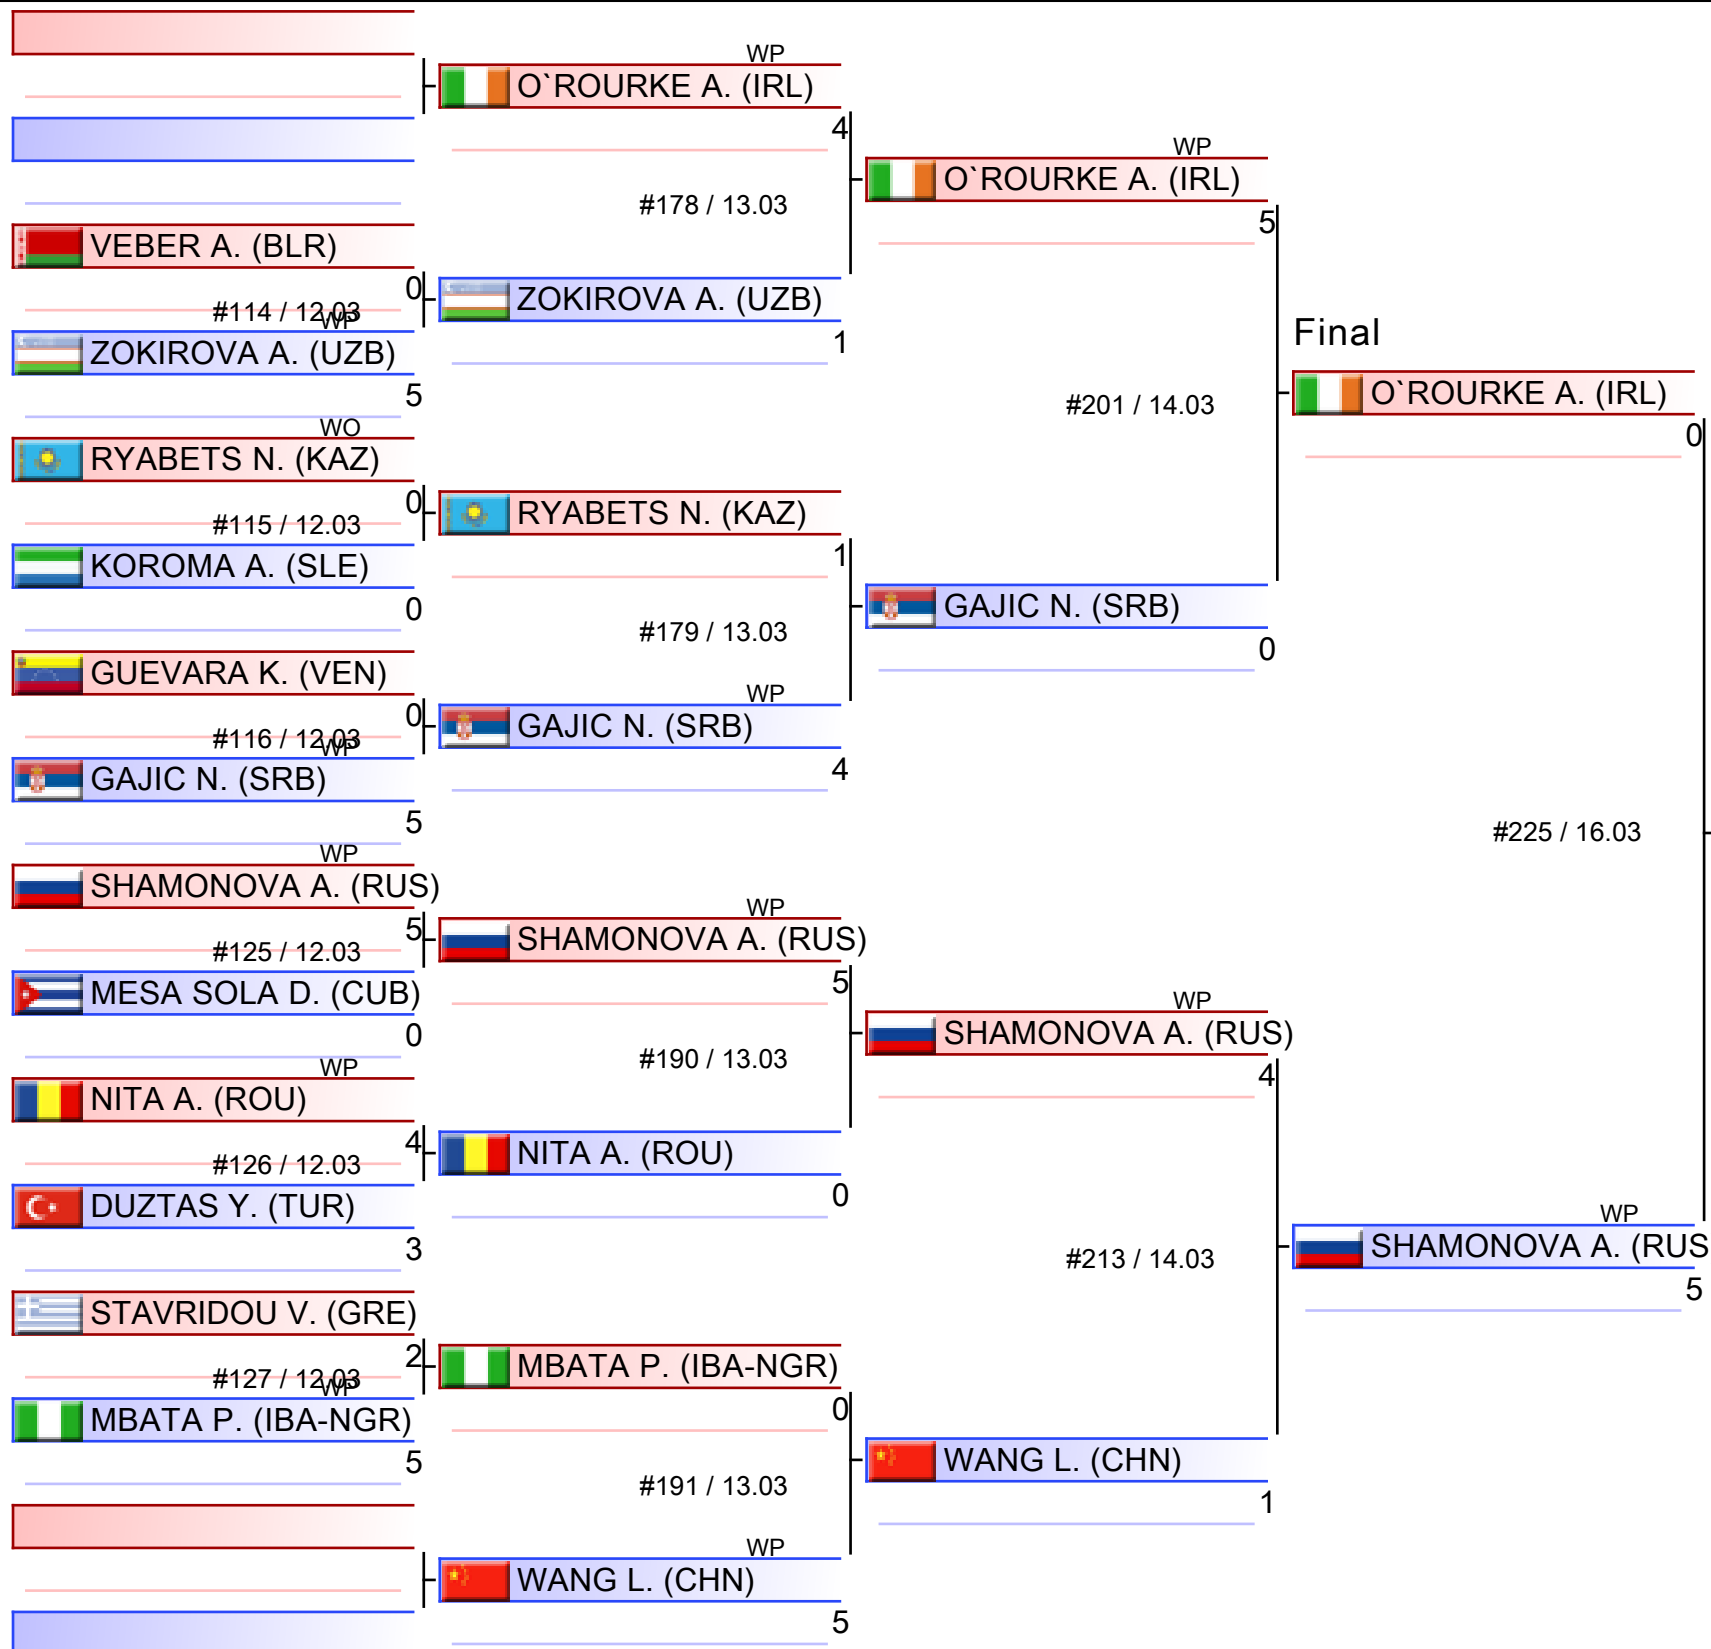 WP
O`ROURKE A. (IRL)
4
#178 / 13.03
VEBER A. (BLR)
0
#114 / 12.03
WP
ZOKIROVA A. (UZB)
5
ZOKIROVA A. (UZB)
1
WO
RYABETS N. (KAZ)
0
#115 / 12.03
KOROMA A. (SLE)
0
RYABETS N. (KAZ)
1
#179 / 13.03
GUEVARA K. (VEN)
0
#116 / 12.03
WP
GAJIC N. (SRB)
5
WP
GAJIC N. (SRB)
4
WP
O`ROURKE A. (IRL)
5
#201 / 14.03
GAJIC N. (SRB)
0
Final
O`ROURKE A. (IRL)
0
#225 / 16.03
WP
SHAMONOVA A. (RUS)
5
#125 / 12.03
MESA SOLA D. (CUB)
0
WP
SHAMONOVA A. (RUS)
5
#190 / 13.03
WP
NITA A. (ROU)
4
#126 / 12.03
DUZTAS Y. (TUR)
3
NITA A. (ROU)
0
WP
SHAMONOVA A. (RUS)
4
#213 / 14.03
STAVRIDOU V. (GRE)
2
#127 / 12.03
WP
MBATA P. (IBA-NGR)
5
MBATA P. (IBA-NGR)
0
#191 / 13.03
WP
WANG L. (CHN)
5
WANG L. (CHN)
1
WP
SHAMONOVA A. (RUS
5